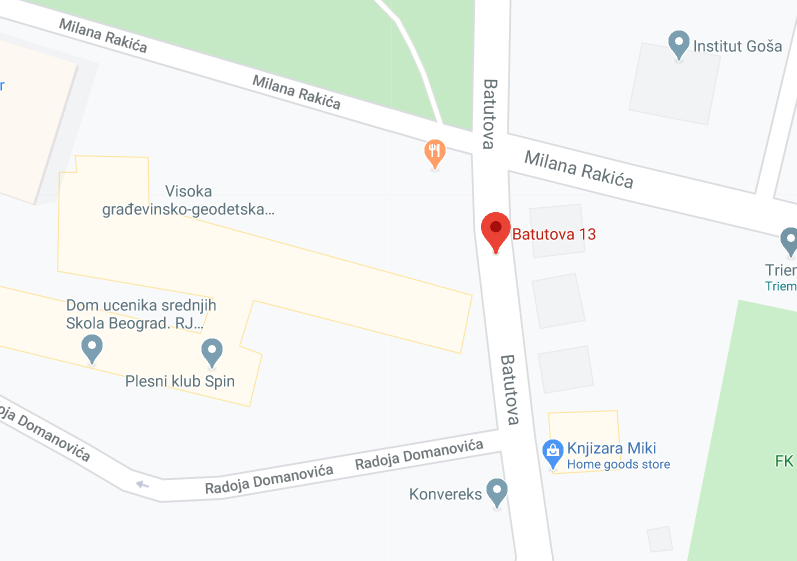 Milana Rakića
Institut Goša
r
Milana Rakića
Batutova
Milana Rakića
Visoka
građevinsko-geodetska...
Batutova 13
Trien
Triem
Dom ucenika srednjih
Skola Beograd. RJ...
Plesni klub Spin
Batutova
oja Domanovića
Radoja Domanovića
Radoja Domanovića
Knjizara Miki
Home goods store
FK
Konvereks